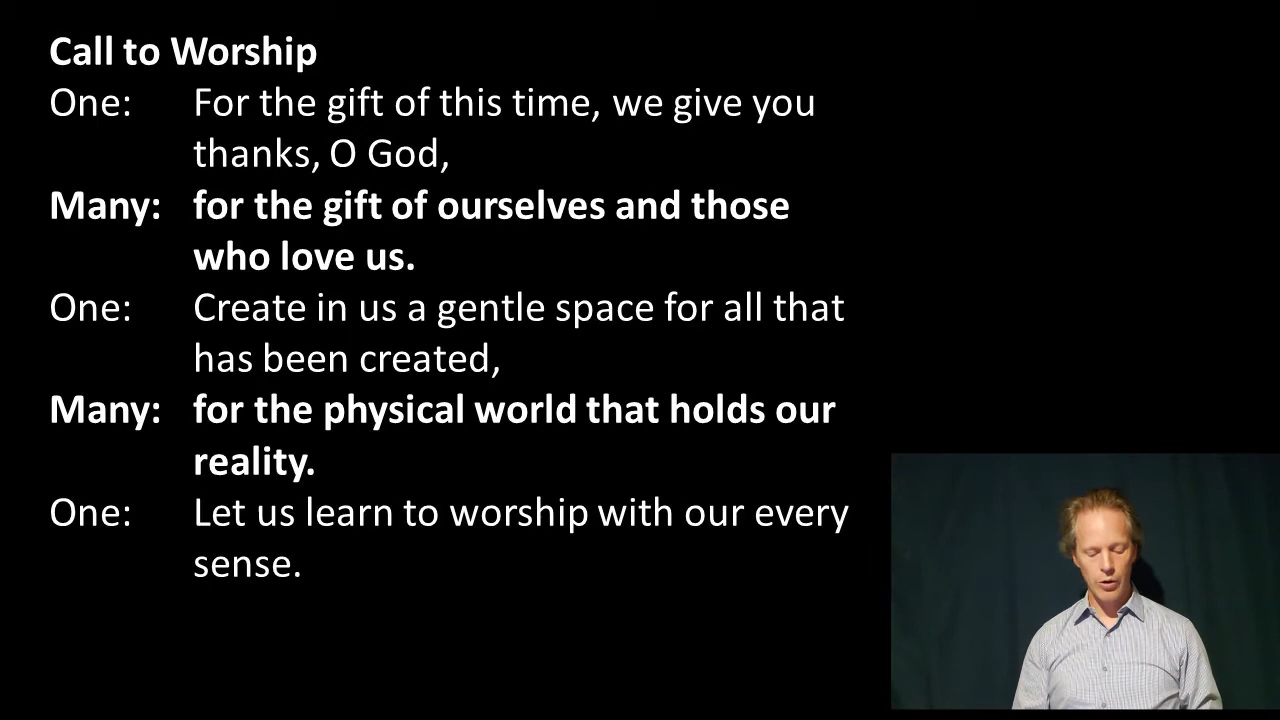 Call to Worship
One: For the gift of this time, we give you
thanks, O God,
Many: for the gift of ourselves and those
who love us.
One: Create in us a gentle space for all that
has been created,
Many: for the physical world that holds our
reality.
One: Let us learn to worship with our every
sense.